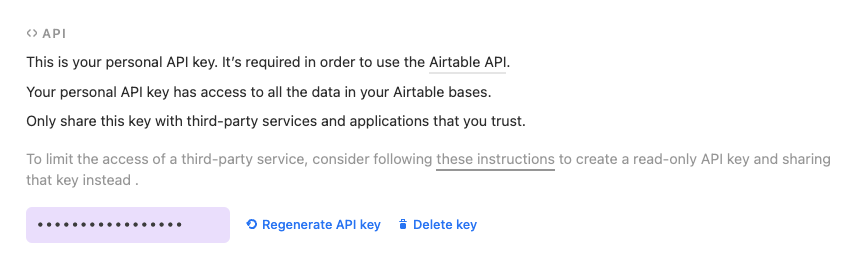 <> API
This is your personal API key. It's required in order to use the Airtable API.
Your personal API key has access to all the data in your Airtable bases.
Only share this key with third-party services and applications that you trust.
To limit the access of a third-party service, consider following these instructions to create a read-only API key and sharing
that key instead .
••••••••••••••••• Regenerate API key Delete key